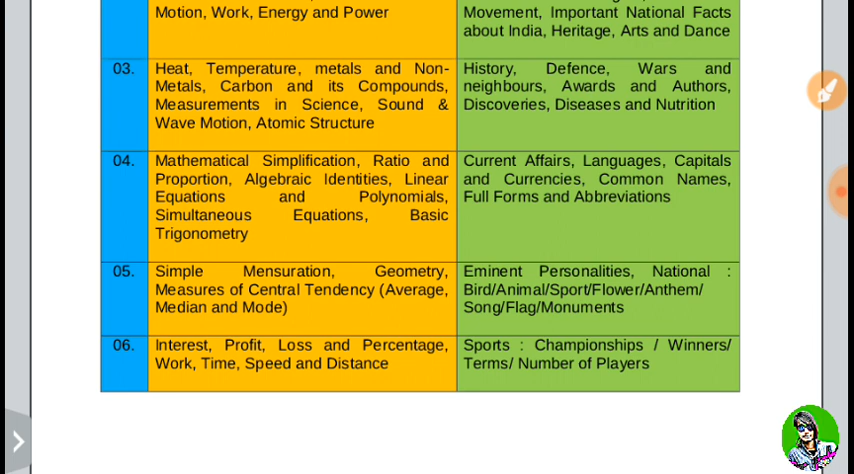 Motion, Work, Energy and Power
Movement, Important National Facts
about India, Heritage, Arts and Dance
03.
Heat, Temperature, metals and Non-
Metals, Carbon and its Compounds,
Measurements in Science, Sound &
Wave Motion, Atomic Structure
History, Defence, Wars and
neighbours, Awards and Authors,
Discoveries, Diseases and Nutrition
04.
Mathematical Simplification, Ratio and
Proportion, Algebraic Identities, Linear
Equations and Polynomials,
Simultaneous Equations, Basic
Trigonometry
Current Affairs, Languages, Capitals
and Currencies, Common Names,
Full Forms and Abbreviations
05.
Simple Mensuration, Geometry,
Measures of Central Tendency (Average,
Median and Mode)
Eminent Personalities, National :
Bird/Animal/Sport/Flower/Anthem/
Song/Flag/Monuments
06.
Interest, Profit, Loss and Percentage,
Work, Time, Speed and Distance
Sports : Championships / Winners/
Terms/ Number of Players